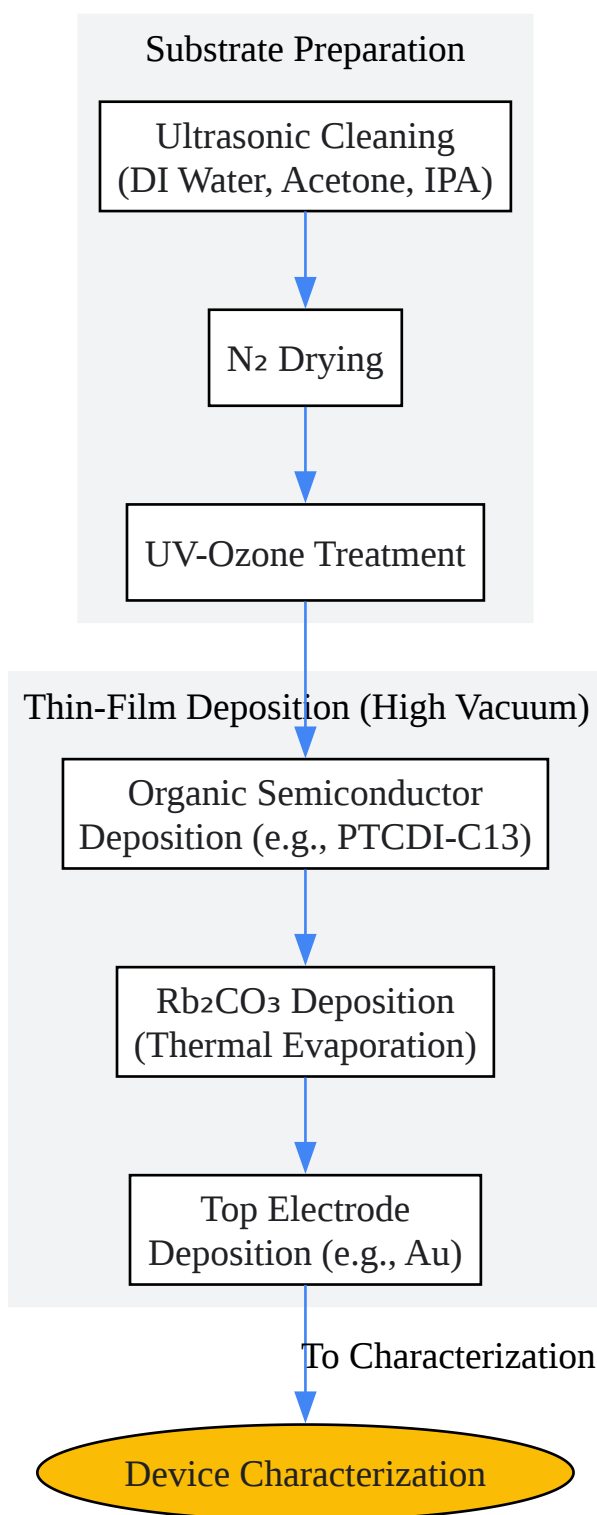 Substrate Preparation
Ultrasonic Cleaning
(DI Water, Acetone, IPA)
N₂ Drying
UV-Ozone Treatment
Thin-Film Deposition (High Vacuum)
Organic Semiconductor
Deposition (e.g., PTCDI-C13)
Rb₂CO₃ Deposition
(Thermal Evaporation)
Top Electrode
Deposition (e.g., Au)
To Characterization
Device Characterization